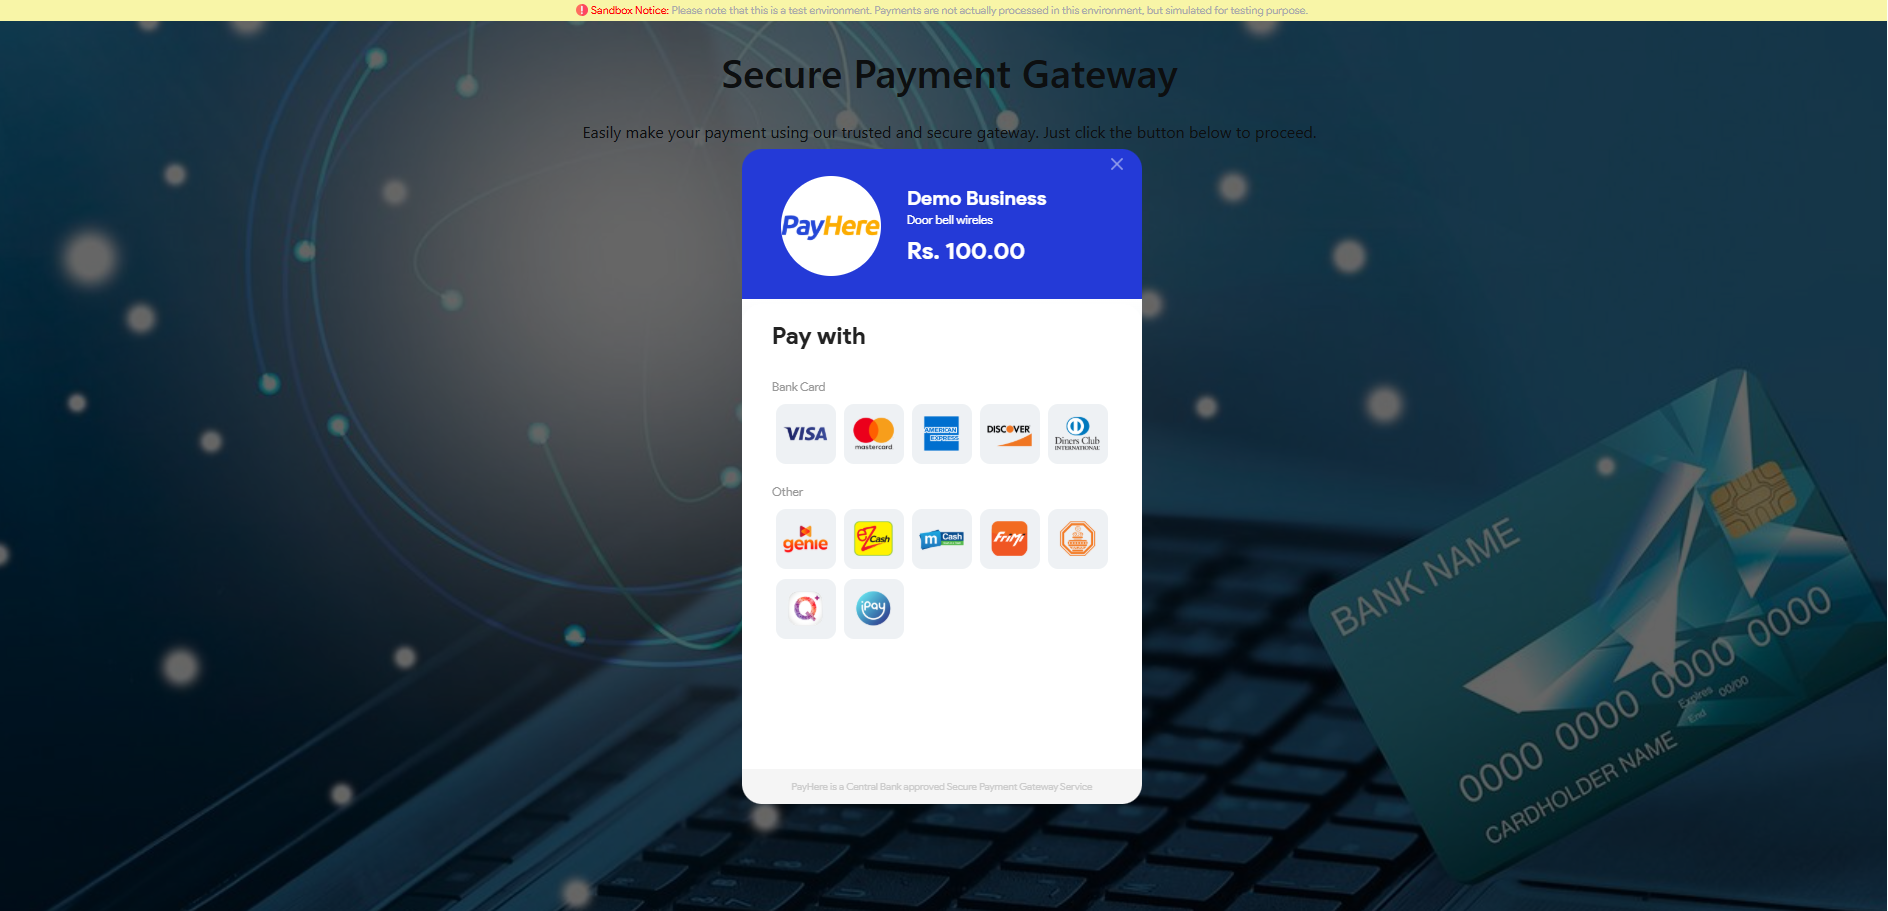 Sandbox Notice: Please note that this is a test environment. Payments are not actually processed in this environment, but simulated for testing purpose.
Secure Payment Gateway
Easily make your payment using our trusted and secure gateway. Just click the button below to proceed.
PayHere
Demo Business
Door bell wireles
Rs. 100.00
Pay with
Bank Card
VISA
mastercard
AMERICAN EXPRESS
DISCOVER
Diners Club
INTERNATIONAL
Other
genie
eZ Cash
m Cash
FriMi
Q+
iPay
PayHere is a Central Bank approved Secure Payment Gateway Service
BANK NAME
0000 0000 0000 0000
Expires
End
00/00
CARDHOLDER NAME